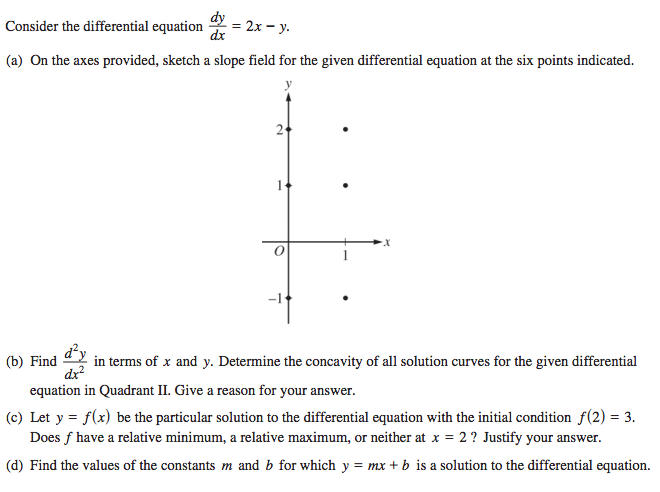 Consider the differential equation dy/dx = 2x − y.
(a) On the axes provided, sketch a slope field for the given differential equation at the six points indicated.
y
2
1
O
1
x
−1
(b) Find d²y/dx² in terms of x and y. Determine the concavity of all solution curves for the given differential
equation in Quadrant II. Give a reason for your answer.
(c) Let y = f(x) be the particular solution to the differential equation with the initial condition f(2) = 3.
Does f have a relative minimum, a relative maximum, or neither at x = 2 ? Justify your answer.
(d) Find the values of the constants m and b for which y = mx + b is a solution to the differential equation.